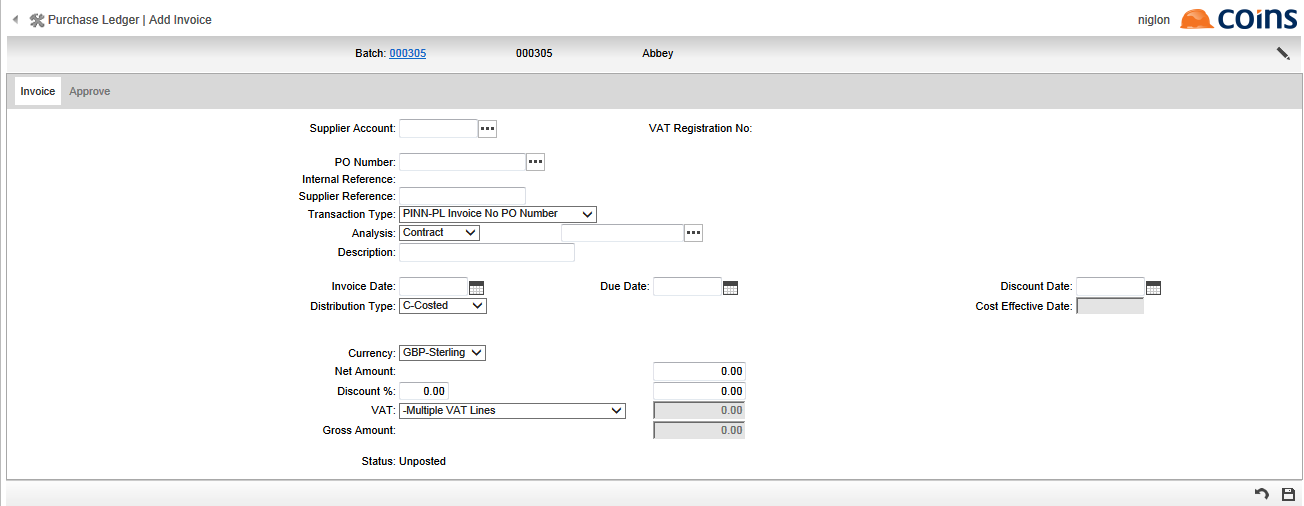 Purchase Ledger | Add Invoice
niglon
coins
Batch: 000305 000305 Abbey
Invoice Approve
Supplier Account: VAT Registration No:
PO Number:
Internal Reference:
Supplier Reference:
Transaction Type: PINN-PL Invoice No PO Number
Analysis: Contract
Description:
Invoice Date: Due Date: Discount Date:
Distribution Type: C-Costed Cost Effective Date:
Currency: GBP-Sterling
Net Amount: 0.00
Discount %: 0.00 0.00
VAT: -Multiple VAT Lines 0.00
Gross Amount: 0.00
Status: Unposted